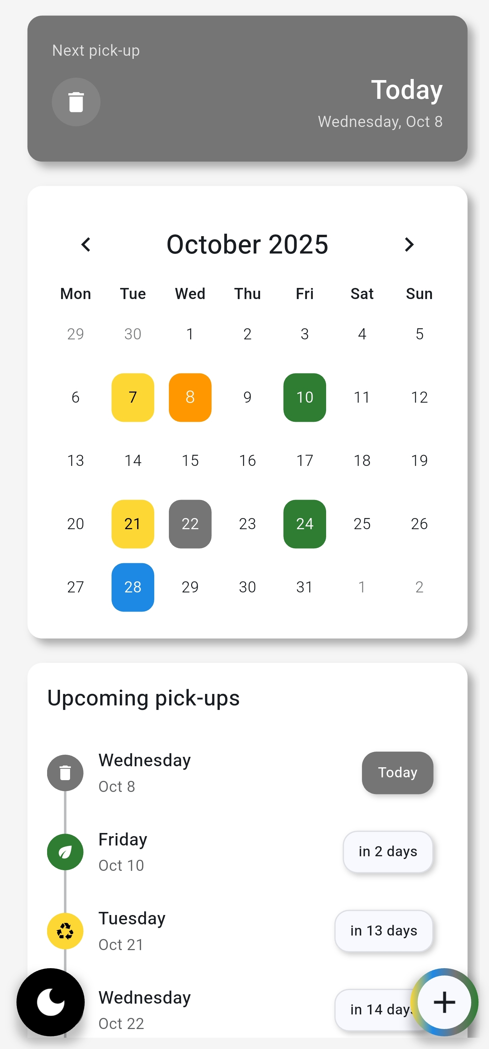 Next pick-up
Today
Wednesday, Oct 8
October 2025
Mon Tue Wed Thu Fri Sat Sun
29 30 1 2 3 4 5
6 7 8 9 10 11 12
13 14 15 16 17 18 19
20 21 22 23 24 25 26
27 28 29 30 31 1 2
Upcoming pick-ups
Wednesday
Oct 8
Today
Friday
Oct 10
in 2 days
Tuesday
Oct 21
in 13 days
Wednesday
Oct 22
in 14 day